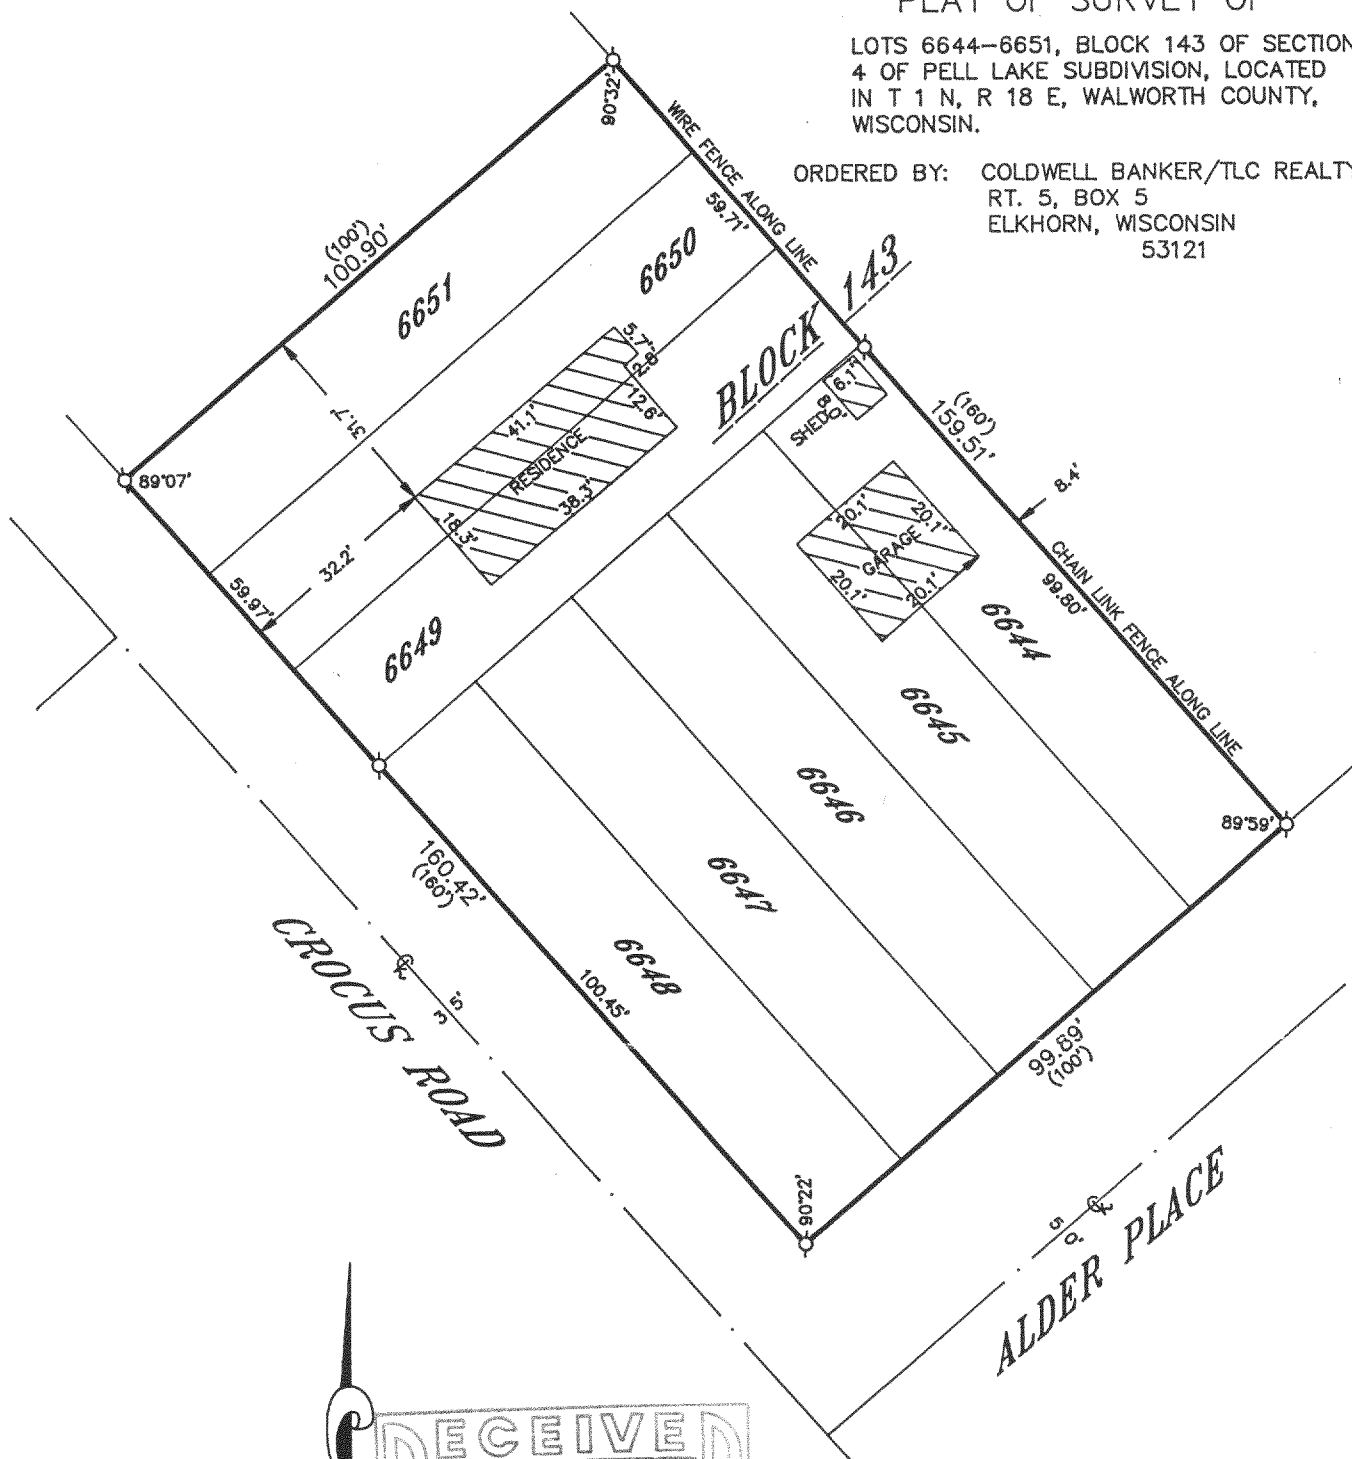 PLAT OF SURVEY OF
LOTS 6644-6651, BLOCK 143 OF SECTION
4 OF PELL LAKE SUBDIVISION, LOCATED
IN T 1 N, R 18 E, WALWORTH COUNTY,
WISCONSIN.
ORDERED BY: COLDWELL BANKER/TLC REALTY
RT. 5, BOX 5
ELKHORN, WISCONSIN
53121
90°32'
WIRE FENCE ALONG LINE
59.71'
(100')
100.90'
6651
6650
BLOCK 143
5.7'
2.6'
12.6'
41.1'
RESIDENCE
38.3'
18.3'
31.7'
32.2'
89°07'
59.97'
6649
6.1'
8.0'
SHED
(160')
159.51'
8.4'
20.1'
20.1'
GARAGE
20.1'
20.1'
CHAIN LINK FENCE ALONG LINE
99.80'
6644
6645
6646
6647
6648
89°59'
160.42'
(160')
100.45'
CROCUS ROAD
35'
99.89'
(100')
90°22'
50'
ALDER PLACE
RECEIVED